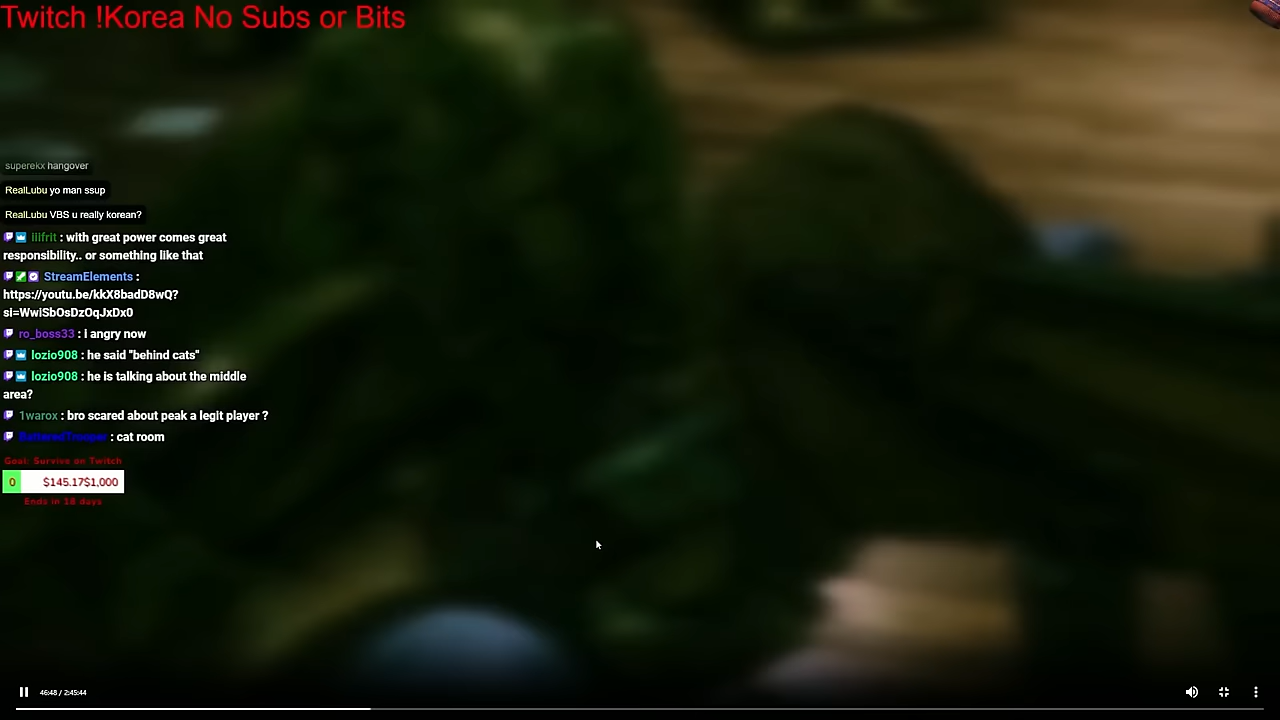 Twitch !Korea No Subs or Bits
superekx hangover
RealLubu yo man ssup
RealLubu VBS u really korean?
iiifrit : with great power comes great
responsibility.. or something like that
StreamElements :
https://youtu.be/kkX8badD8wQ?
si=WwISbOsDzOqJxDx0
ro_boss33 : i angry now
lozio908 : he said "behind cats"
lozio908 : he is talking about the middle
area?
1warox : bro scared about peak a legit player ?
BatteredTrooper : cat room
Goal: Survive on Twitch
0 $145.17$1,000
Ends in 18 days
46:48 / 2:45:44